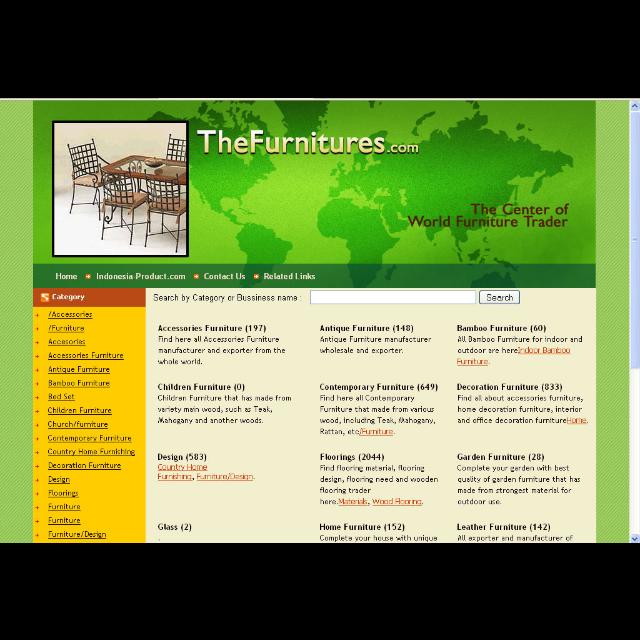 TheFurnitures.com
The Center of
World Furniture Trader
Home Indonesia-Product.com Contact Us Related Links
Category
/Accessories
/Furniture
Accesories
Accessories Furniture
Antique Furniture
Bamboo Furniture
Bed Set
Children Furniture
Church/furniture
Contemporary Furniture
Country Home Furnishing
Decoration Furniture
Design
Floorings
Furniture
Furniture
Furniture/Design
Search by Category or Bussiness name : Search
Accessories Furniture (197)
Find here all Accessories Furniture
manufacturer and exporter from the
whole world.
Antique Furniture (148)
Antique Furniture manufacturer
wholesale and exporter.
Bamboo Furniture (60)
All Bamboo Furniture for indoor and
outdoor are hereIndoor Bamboo
Furniture.
Children Furniture (0)
Children Furniture that has made from
variety main wood, such as Teak,
Mahogany and another woods.
Contemporary Furniture (649)
Find here all Contemporary
Furniture that made from various
wood, including Teak, Mahogany,
Rattan, etc/Furniture.
Decoration Furniture (833)
Find all about accessories furniture,
home decoration furniture, interior
and office decoration furnitureHome.
Design (583)
Country Home
Furnishing, Furniture/Design.
Floorings (2044)
Find flooring material, flooring
design, flooring need and wooden
flooring trader
here.Materials, Wood Flooring.
Garden Furniture (28)
Complete your garden with best
quality of garden furniture that has
made from strongest material for
outdoor use.
Glass (2)
.
Home Furniture (152)
Complete your house with unique
Leather Furniture (142)
All exporter and manufacturer of